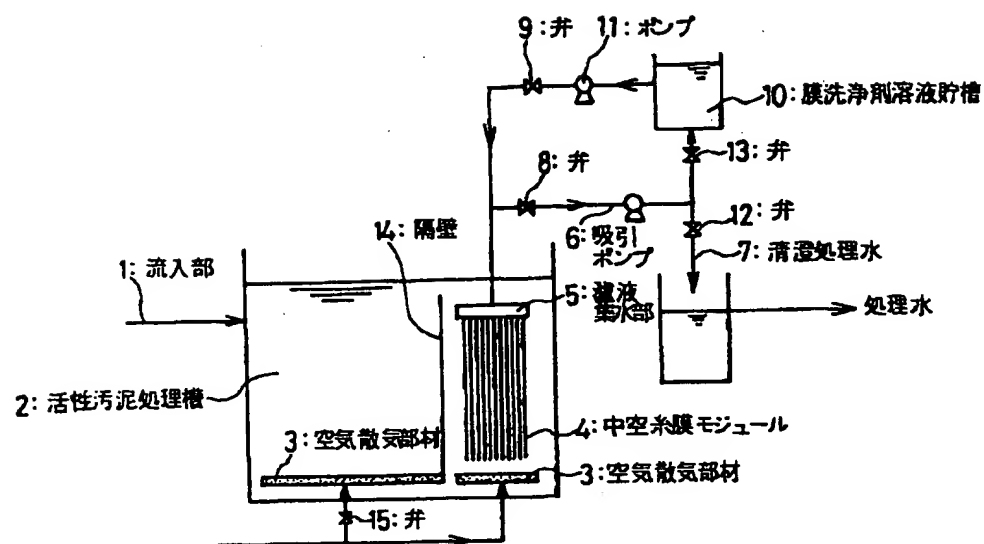 9:弁
11:ポンプ
10:膜洗浄剤溶液貯槽
13:弁
8:弁
12:弁
14:隔壁
6:吸引
ポンプ
7:清澄処理水
1:流入部
5:濾液
集水部
処理水
2:活性汚泥処理槽
4:中空糸膜モジュール
3:空気散気部材
3:空気散気部材
15:弁